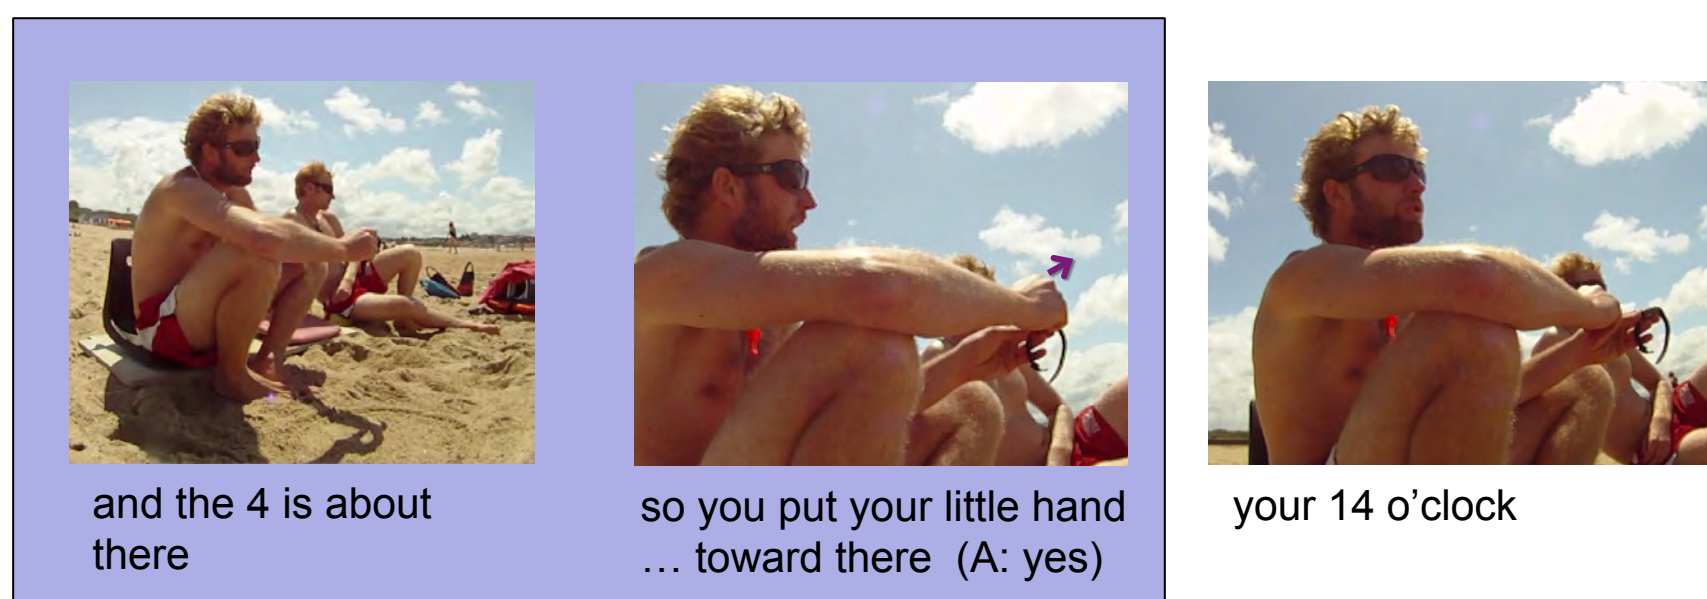 and the 4 is about
there
so you put your little hand
… toward there  (A: yes)
your 14 o’clock